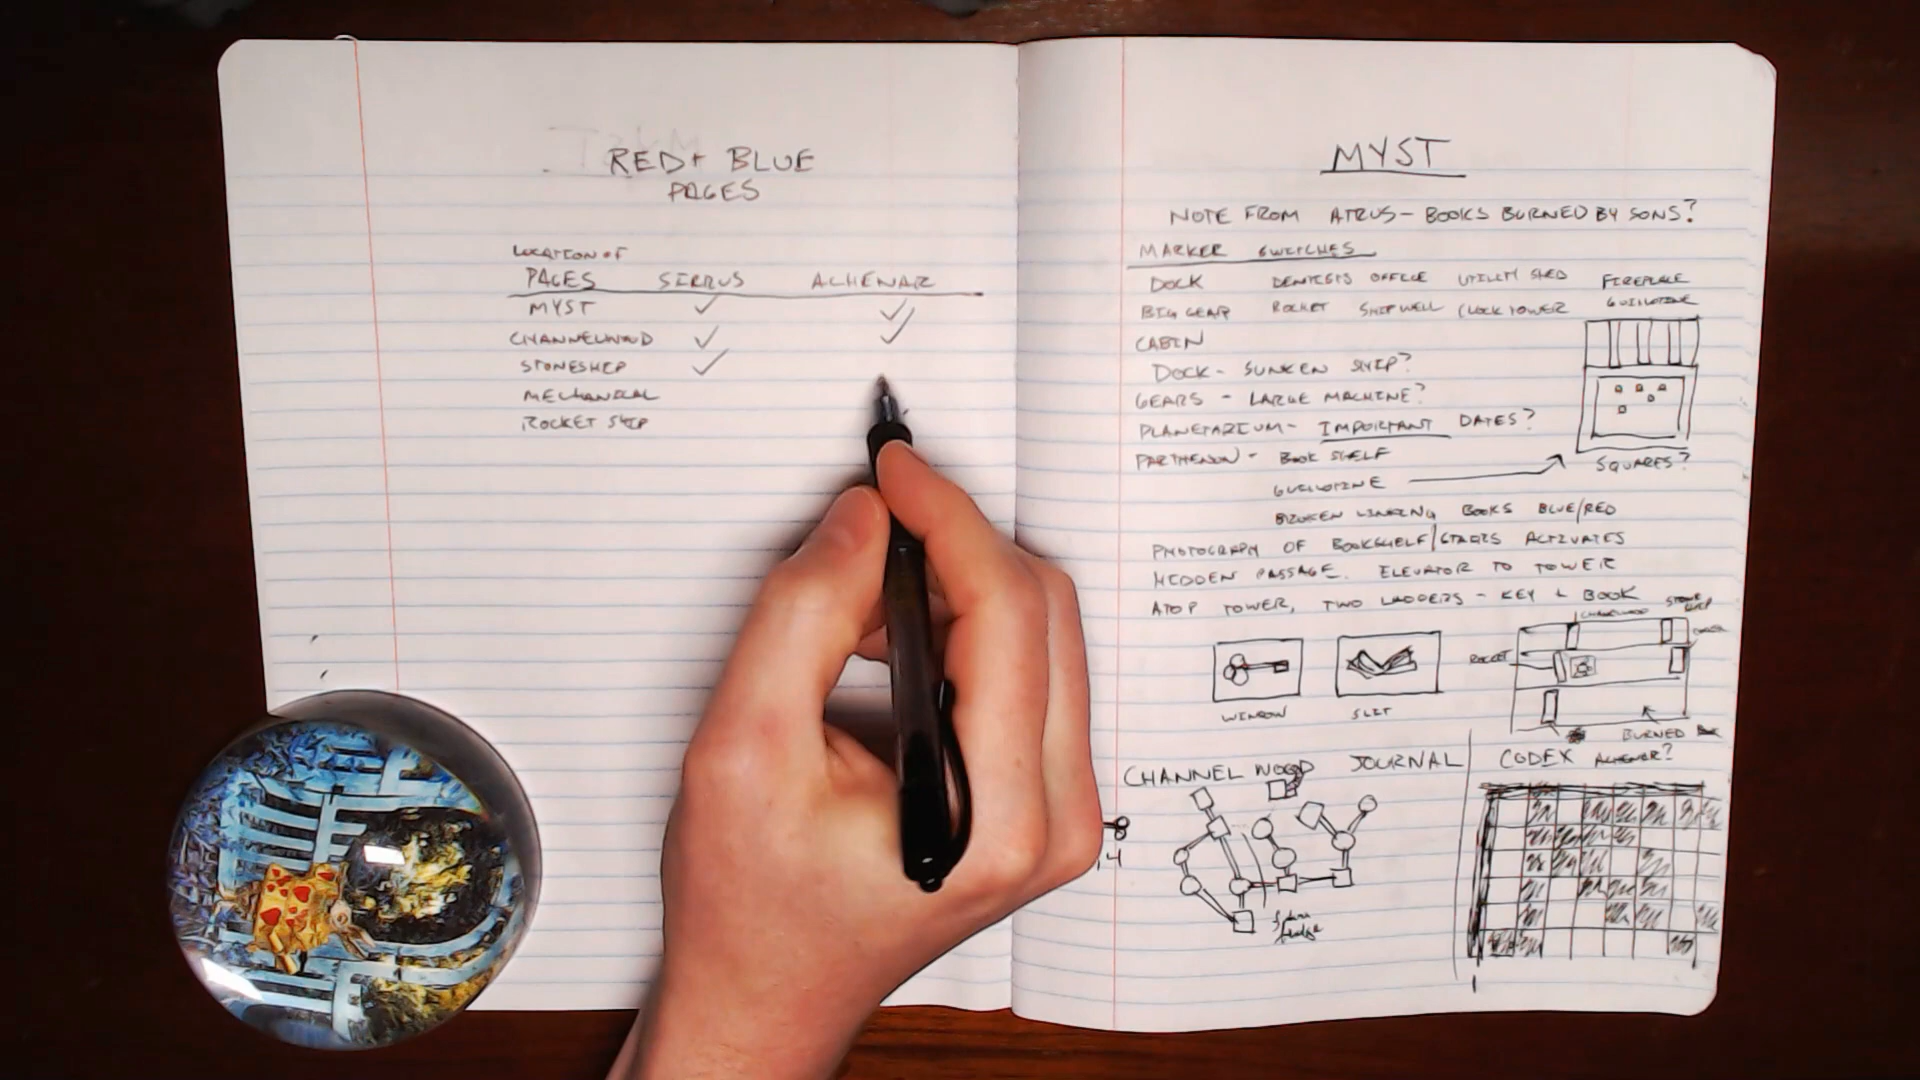 RED + BLUE
PAGES
LOCATION OF
PAGES SIRRUS ACHENAR
MYST ✓ ✓
CHANNELWOOD ✓ ✓
STONESHIP ✓
MECHANICAL
ROCKET SHIP
MYST
NOTE FROM ATRUS - BOOKS BURNED BY SONS?
MARKER SWITCHES
DOCK DENTISTS OFFICE UTILITY SHED FIREPLACE
BIG GEAR ROCKET SHIP WELL CLOCK TOWER GUILLOTINE
CABIN
DOCK - SUNKEN SHIP?
GEARS - LARGE MACHINE?
PLANETARIUM - IMPORTANT DATES?
PARTHENON - BOOK SHELF
SQUARES?
GUILLOTINE
BROKEN LINKING BOOKS BLUE/RED
PHOTOGRAPH OF BOOKSHELF/STAIRS ACTIVATES
HIDDEN PASSAGE. ELEVATOR TO TOWER
ATOP TOWER, TWO LADDERS - KEY & BOOK
ROCKET
WINDOW SLIT
BURNED
CHANNEL WOOD JOURNAL
CODEX ACHENAR?
14